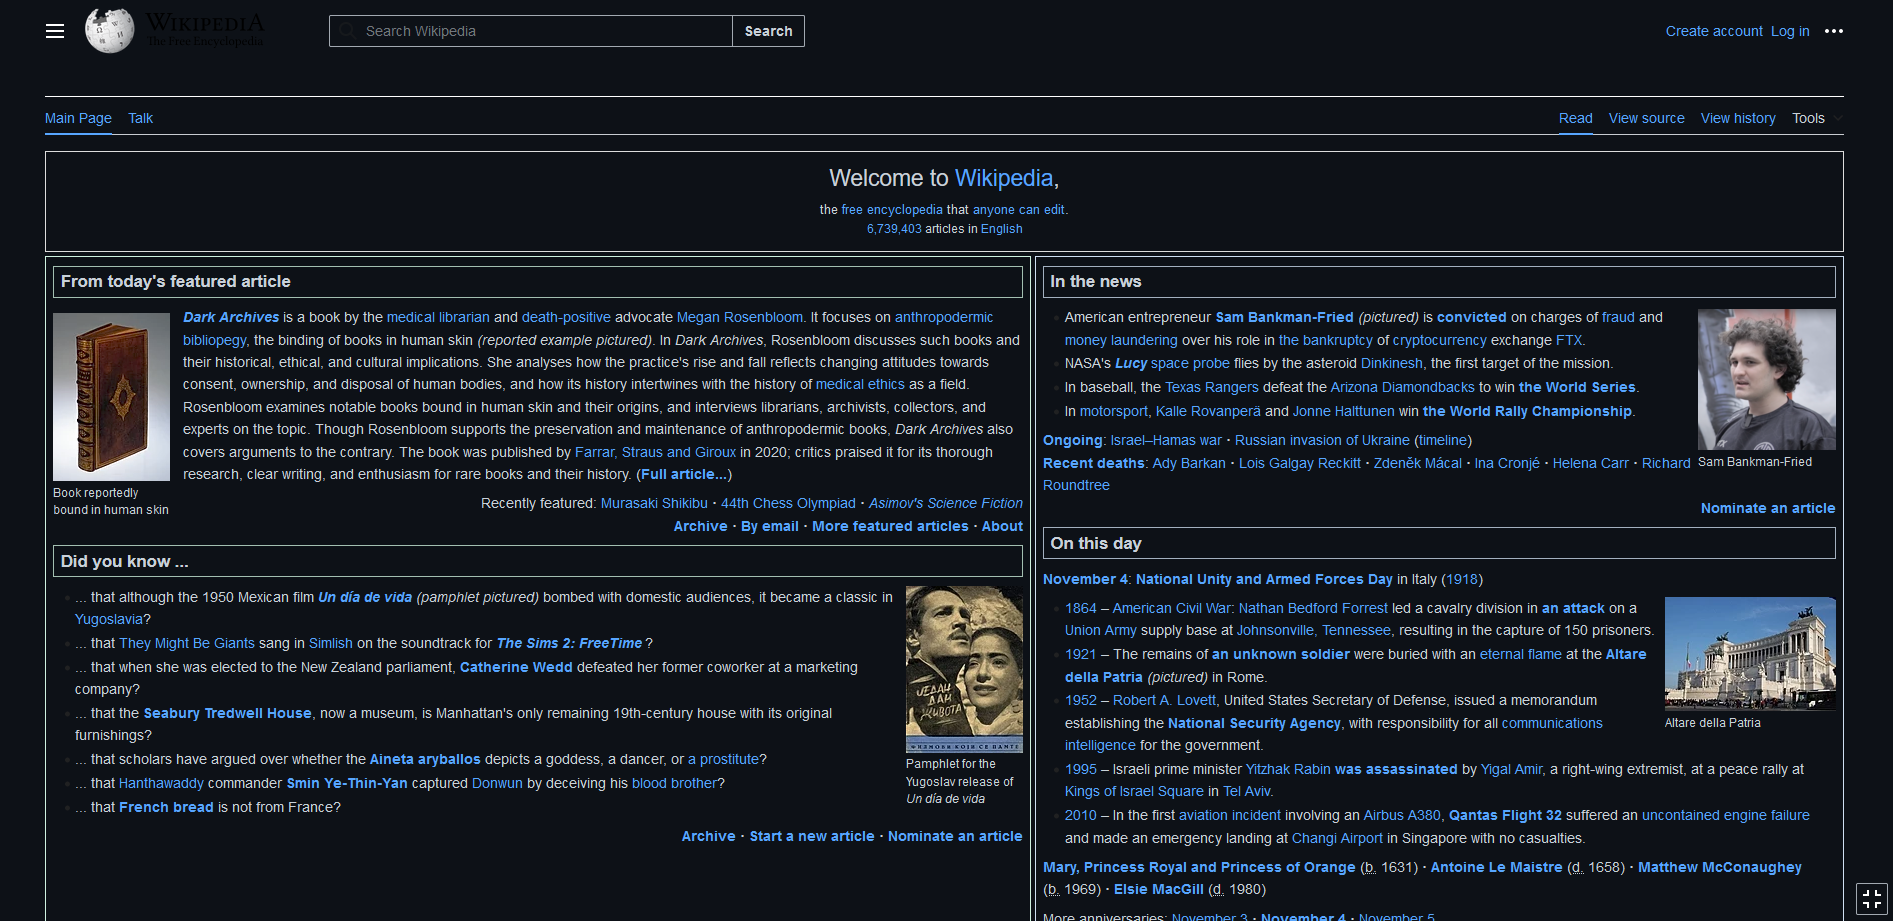 WIKIPEDIA
The Free Encyclopedia
Search Wikipedia
Search
Create account Log in
Main Page Talk
Read View source View history Tools
Welcome to Wikipedia,
the free encyclopedia that anyone can edit.
6,739,403 articles in English
From today's featured article
Dark Archives is a book by the medical librarian and death-positive advocate Megan Rosenbloom. It focuses on anthropodermic
bibliopegy, the binding of books in human skin (reported example pictured). In Dark Archives, Rosenbloom discusses such books and
their historical, ethical, and cultural implications. She analyses how the practice's rise and fall reflects changing attitudes towards
consent, ownership, and disposal of human bodies, and how its history intertwines with the history of medical ethics as a field.
Rosenbloom examines notable books bound in human skin and their origins, and interviews librarians, archivists, collectors, and
experts on the topic. Though Rosenbloom supports the preservation and maintenance of anthropodermic books, Dark Archives also
covers arguments to the contrary. The book was published by Farrar, Straus and Giroux in 2020; critics praised it for its thorough
research, clear writing, and enthusiasm for rare books and their history. (Full article...)
Book reportedly
bound in human skin
Recently featured: Murasaki Shikibu · 44th Chess Olympiad · Asimov's Science Fiction
Archive · By email · More featured articles · About
Did you know ...
... that although the 1950 Mexican film Un día de vida (pamphlet pictured) bombed with domestic audiences, it became a classic in
Yugoslavia?
... that They Might Be Giants sang in Simlish on the soundtrack for The Sims 2: FreeTime?
... that when she was elected to the New Zealand parliament, Catherine Wedd defeated her former coworker at a marketing
company?
... that the Seabury Tredwell House, now a museum, is Manhattan's only remaining 19th-century house with its original
furnishings?
... that scholars have argued over whether the Aineta aryballos depicts a goddess, a dancer, or a prostitute?
... that Hanthawaddy commander Smin Ye-Thin-Yan captured Donwun by deceiving his blood brother?
... that French bread is not from France?
ЈЕДАН
ДАН
ЖИВОТА
ФИЛМОВИ КОЈИ СЕ ПАМТЕ
Pamphlet for the
Yugoslav release of
Un día de vida
Archive · Start a new article · Nominate an article
In the news
American entrepreneur Sam Bankman-Fried (pictured) is convicted on charges of fraud and
money laundering over his role in the bankruptcy of cryptocurrency exchange FTX.
NASA's Lucy space probe flies by the asteroid Dinkinesh, the first target of the mission.
In baseball, the Texas Rangers defeat the Arizona Diamondbacks to win the World Series.
In motorsport, Kalle Rovanperä and Jonne Halttunen win the World Rally Championship.
Ongoing: Israel–Hamas war · Russian invasion of Ukraine (timeline)
Recent deaths: Ady Barkan · Lois Galgay Reckitt · Zdeněk Mácal · Ina Cronjé · Helena Carr · Richard
Roundtree
Sam Bankman-Fried
Nominate an article
On this day
November 4: National Unity and Armed Forces Day in Italy (1918)
1864 – American Civil War: Nathan Bedford Forrest led a cavalry division in an attack on a
Union Army supply base at Johnsonville, Tennessee, resulting in the capture of 150 prisoners.
1921 – The remains of an unknown soldier were buried with an eternal flame at the Altare
della Patria (pictured) in Rome.
1952 – Robert A. Lovett, United States Secretary of Defense, issued a memorandum
establishing the National Security Agency, with responsibility for all communications
intelligence for the government.
Altare della Patria
1995 – Israeli prime minister Yitzhak Rabin was assassinated by Yigal Amir, a right-wing extremist, at a peace rally at
Kings of Israel Square in Tel Aviv.
2010 – In the first aviation incident involving an Airbus A380, Qantas Flight 32 suffered an uncontained engine failure
and made an emergency landing at Changi Airport in Singapore with no casualties.
Mary, Princess Royal and Princess of Orange (b. 1631) · Antoine Le Maistre (d. 1658) · Matthew McConaughey
(b. 1969) · Elsie MacGill (d. 1980)
More anniversaries: November 3 · November 4 · November 5